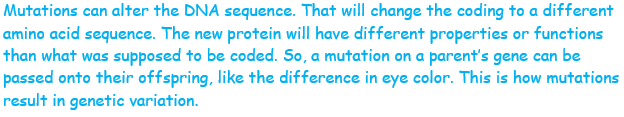 Mutations can alter the DNA sequence. That will change the coding to a different
amino acid sequence. The new protein will have different properties or functions
than what was supposed to be coded. So, a mutation on a parent's gene can be
passed onto their offspring, like the difference in eye color. This is how mutations
result in genetic variation.